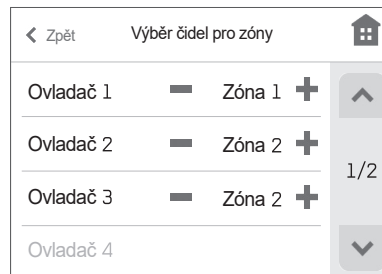 Zpět Výběr čidel pro zóny
Ovladač 1 Zóna 1
Ovladač 2 Zóna 2
1/2
Ovladač 3 Zóna 2
Ovladač 4